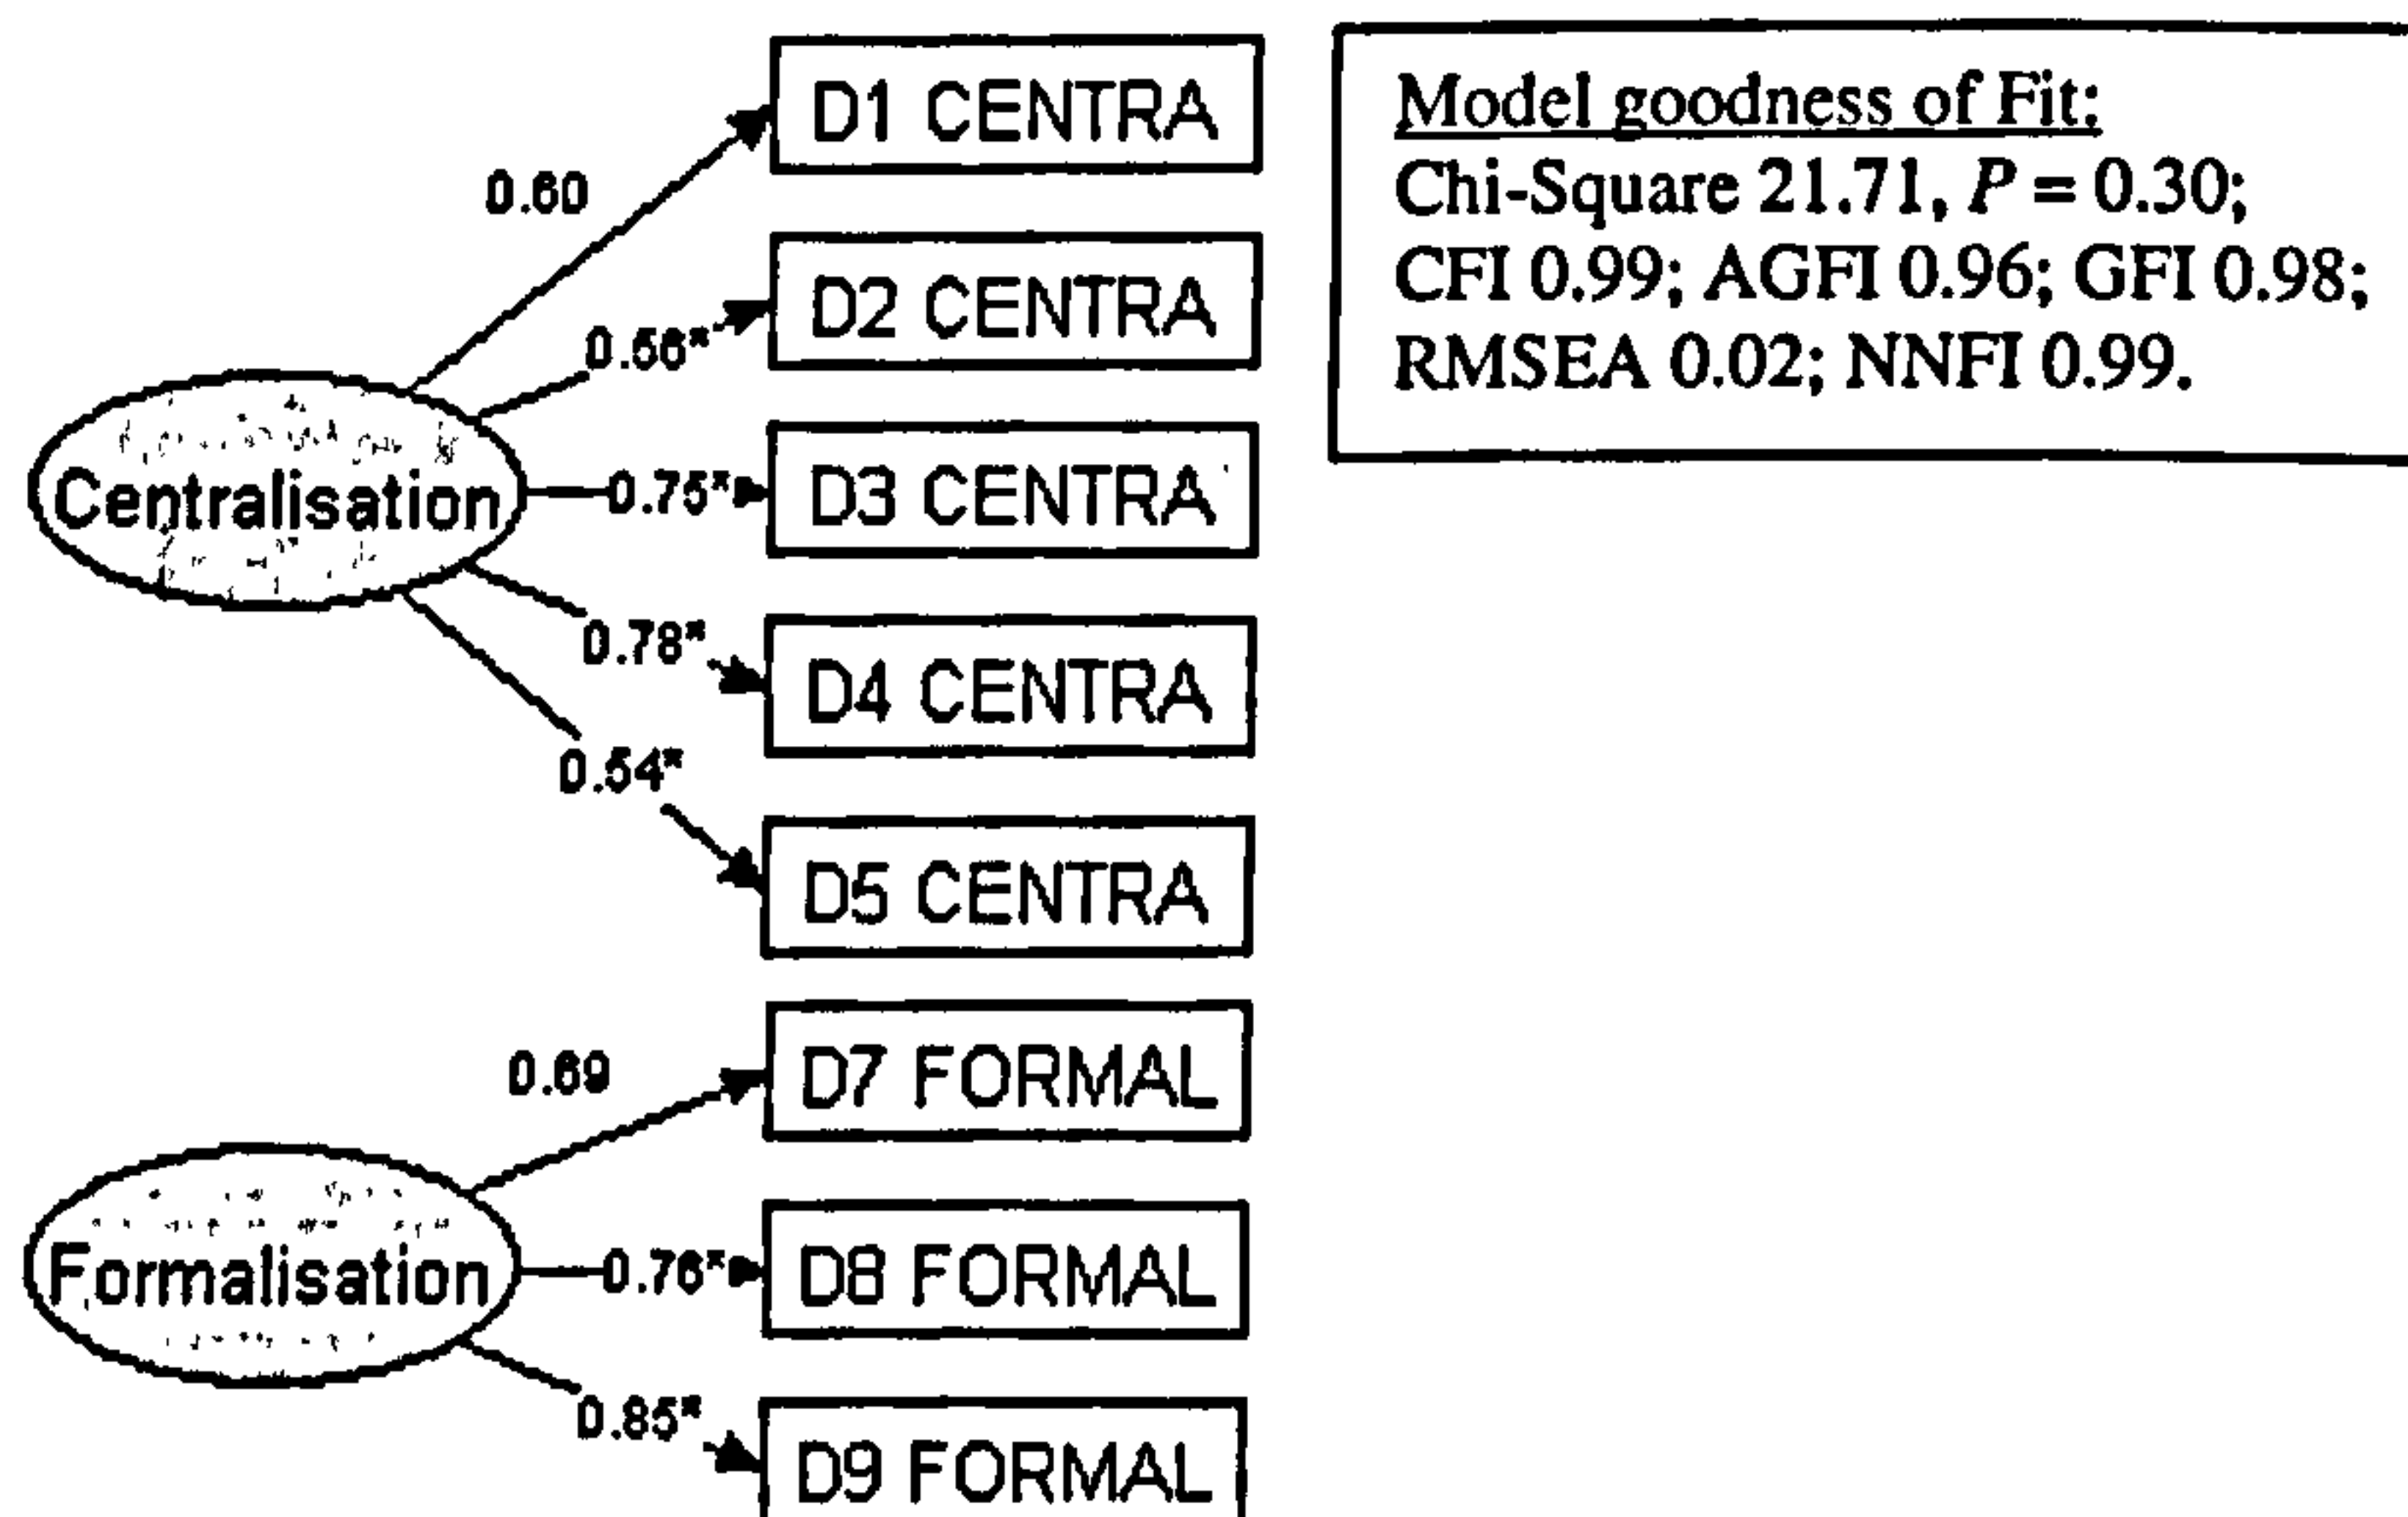 D1 CENTRA
Model goodness of Fit:
Chi-Square 21.71, P = 0.30;
CFI 0.99; AGFI 0.96; GFI 0.98;
RMSEA 0.02; NNFI 0.99.
0.60
D2 CENTRA
Centralisation
0.75*
D3 CENTRA
0.78*
D4 CENTRA
0.54*
D5 CENTRA
0.69
D7 FORMAL
Formalisation
0.76*
D8 FORMAL
0.85*
D9 FORMAL